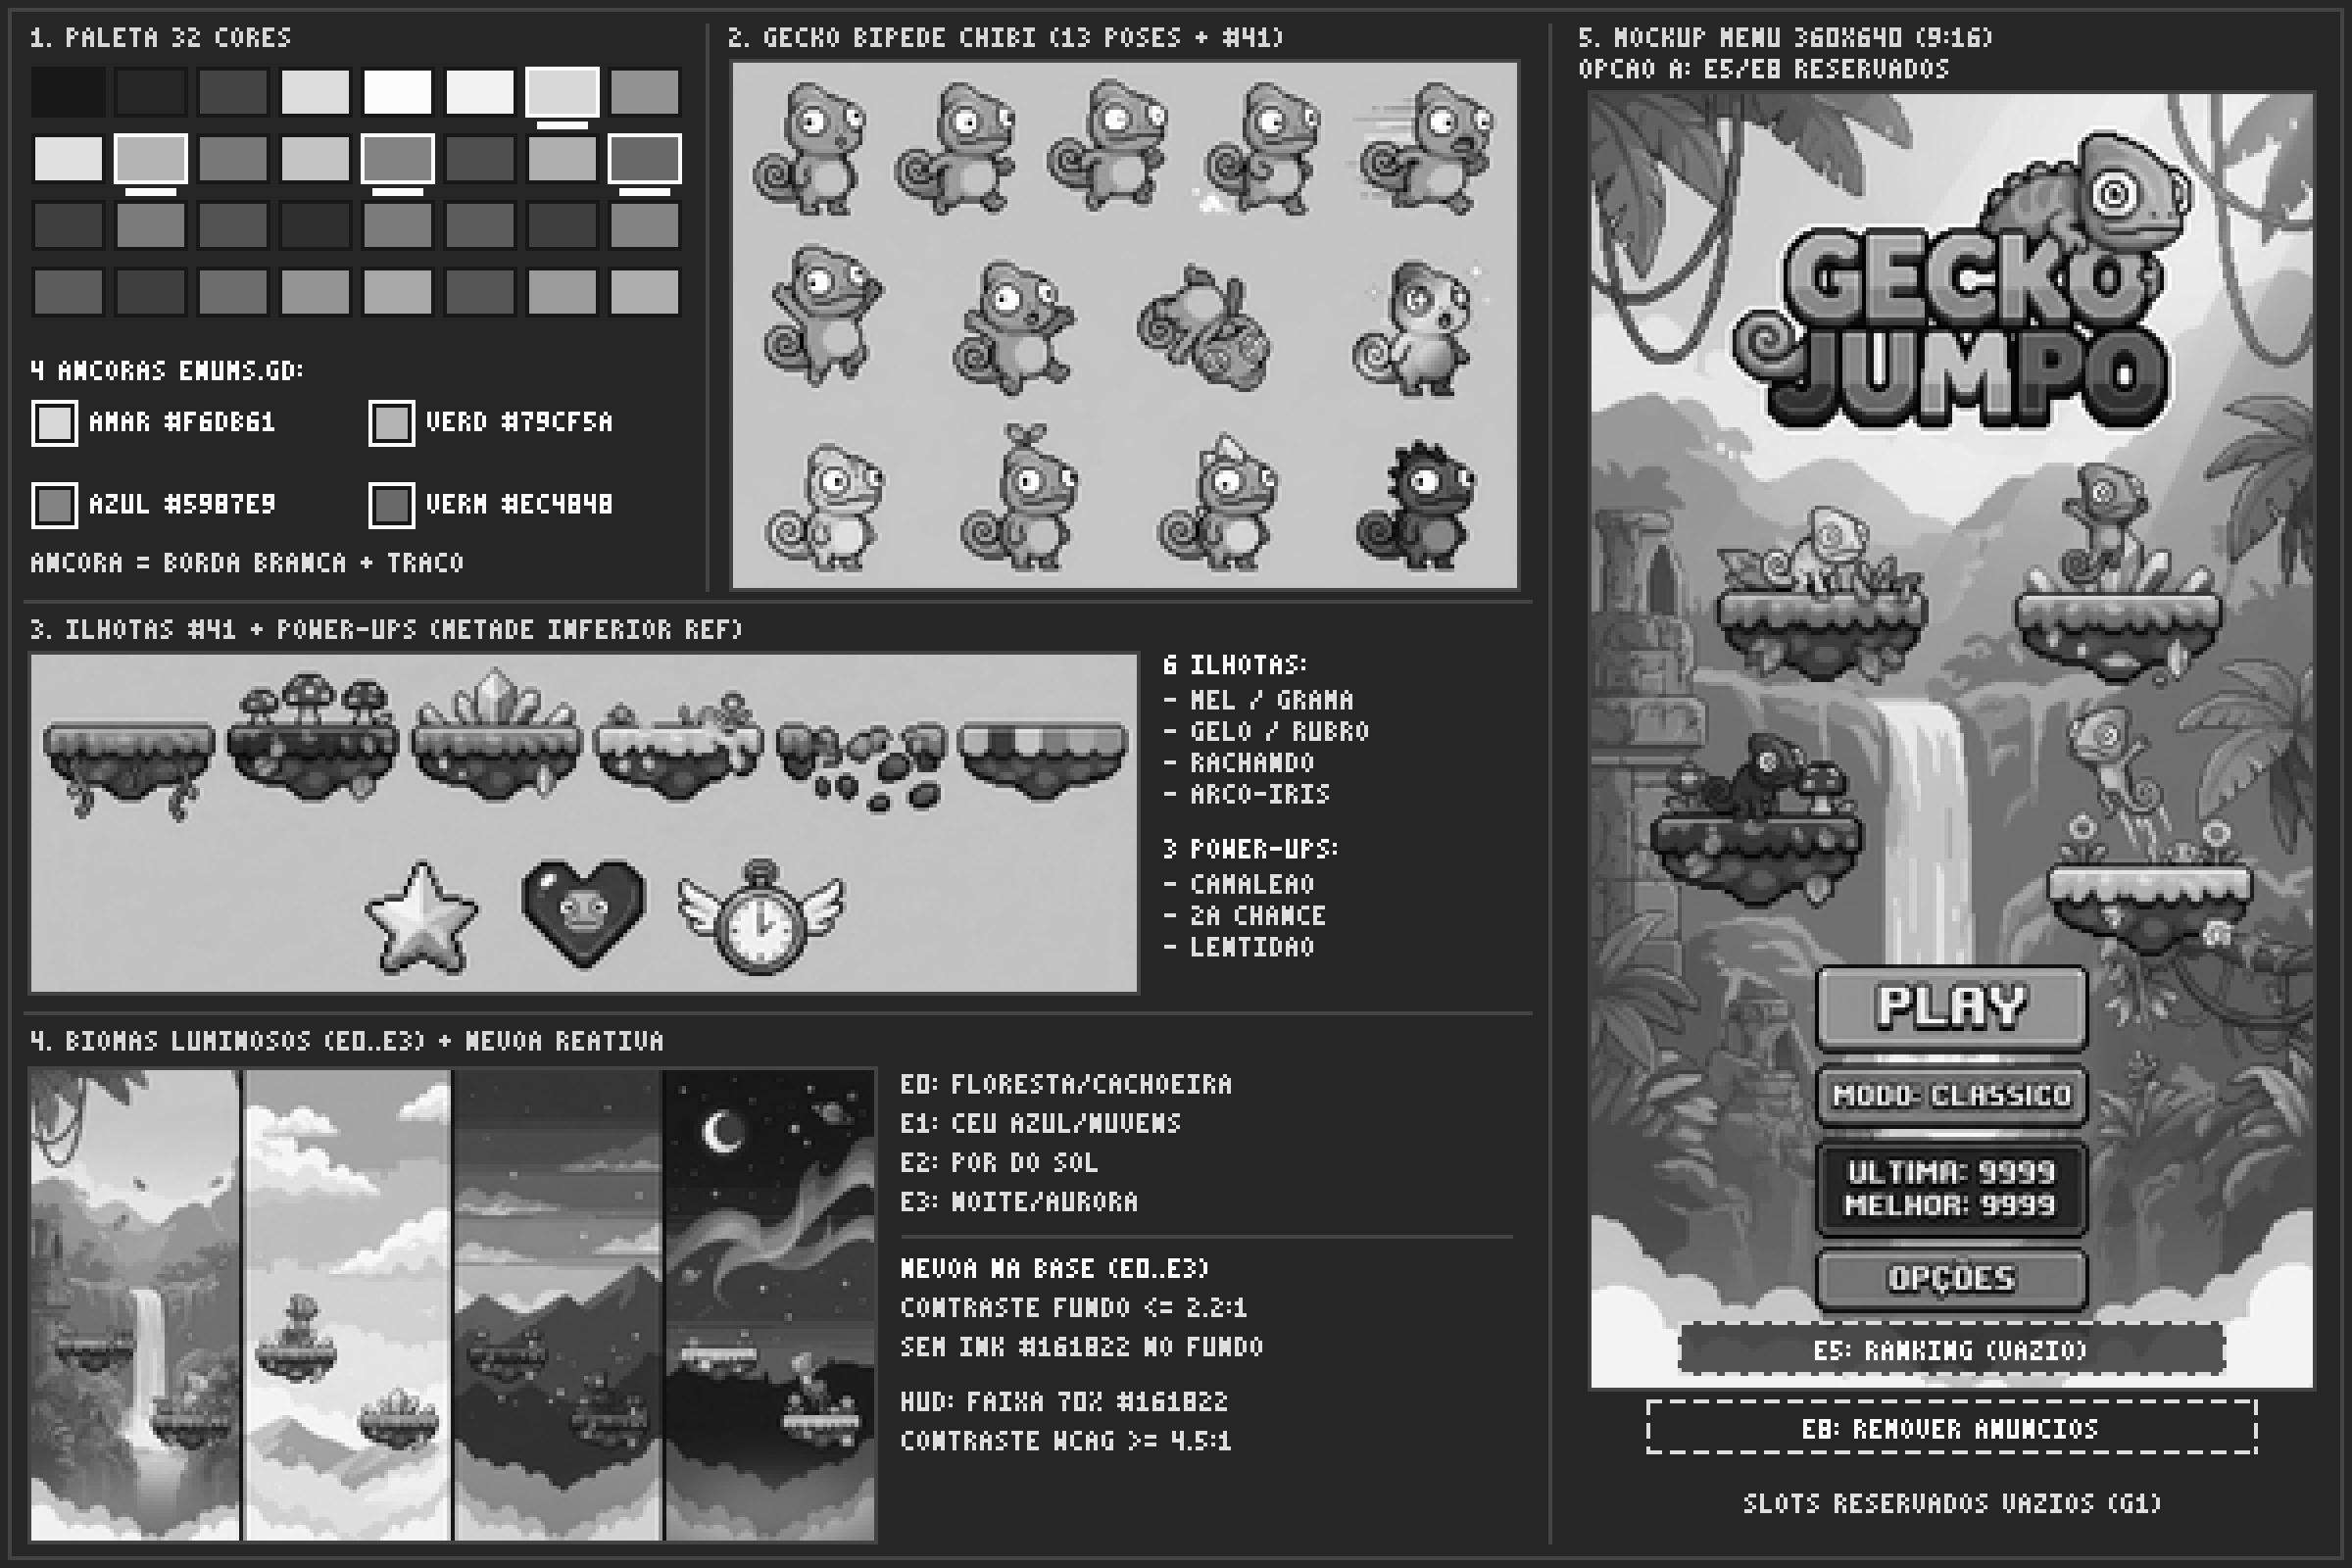 1. PALETA 32 CORES
4 ANCORAS ENUMS.GD:
AMAR #F6DB61
VERD #79CF5A
AZUL #5987E9
VERM #EC4848
ANCORA = BORDA BRANCA + TRACO
2. GECKO BIPEDE CHIBI (13 POSES + #41)
3. ILHOTAS #41 + POWER-UPS (METADE INFERIOR REF)
6 ILHOTAS:
- MEL / GRAMA
- GELO / RUBRO
- RACHANDO
- ARCO-IRIS
3 POWER-UPS:
- CAMALEAO
- 2A CHANCE
- LENTIDAO
4. BIOMAS LUMINOSOS (E0..E3) + NEVOA REATIVA
E0: FLORESTA/CACHOEIRA
E1: CEU AZUL/NUVENS
E2: POR DO SOL
E3: NOITE/AURORA
NEVOA NA BASE (E0..E3)
CONTRASTE FUNDO <= 2.2:1
SEM INK #161822 NO FUNDO
HUD: FAIXA 70% #161822
CONTRASTE WCAG >= 4.5:1
5. MOCKUP MENU 360X640 (9:16)
OPCAO A: E5/E8 RESERVADOS
GECKO
JUMPO
PLAY
MODO: CLASSICO
ULTIMA: 9999
MELHOR: 9999
OPÇÕES
E5: RANKING (VAZIO)
E8: REMOVER ANUNCIOS
SLOTS RESERVADOS VAZIOS (G1)